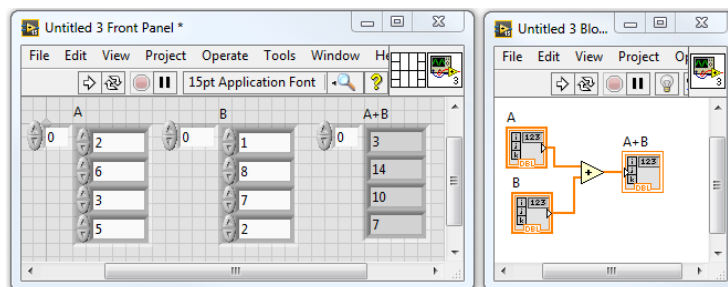 Untitled 3 Front Panel *
File Edit View Project Operate Tools Window He
15pt Application Font ? 3
A B A+B
0 2 0 1 0 3
6 8 14
3 7 10
5 2 7
Untitled 3 Blo...
File Edit View Project Op
3
A
123
i
j
k
DBL
A+B
123
i
j
k
DBL
+
B
123
i
j
k
DBL